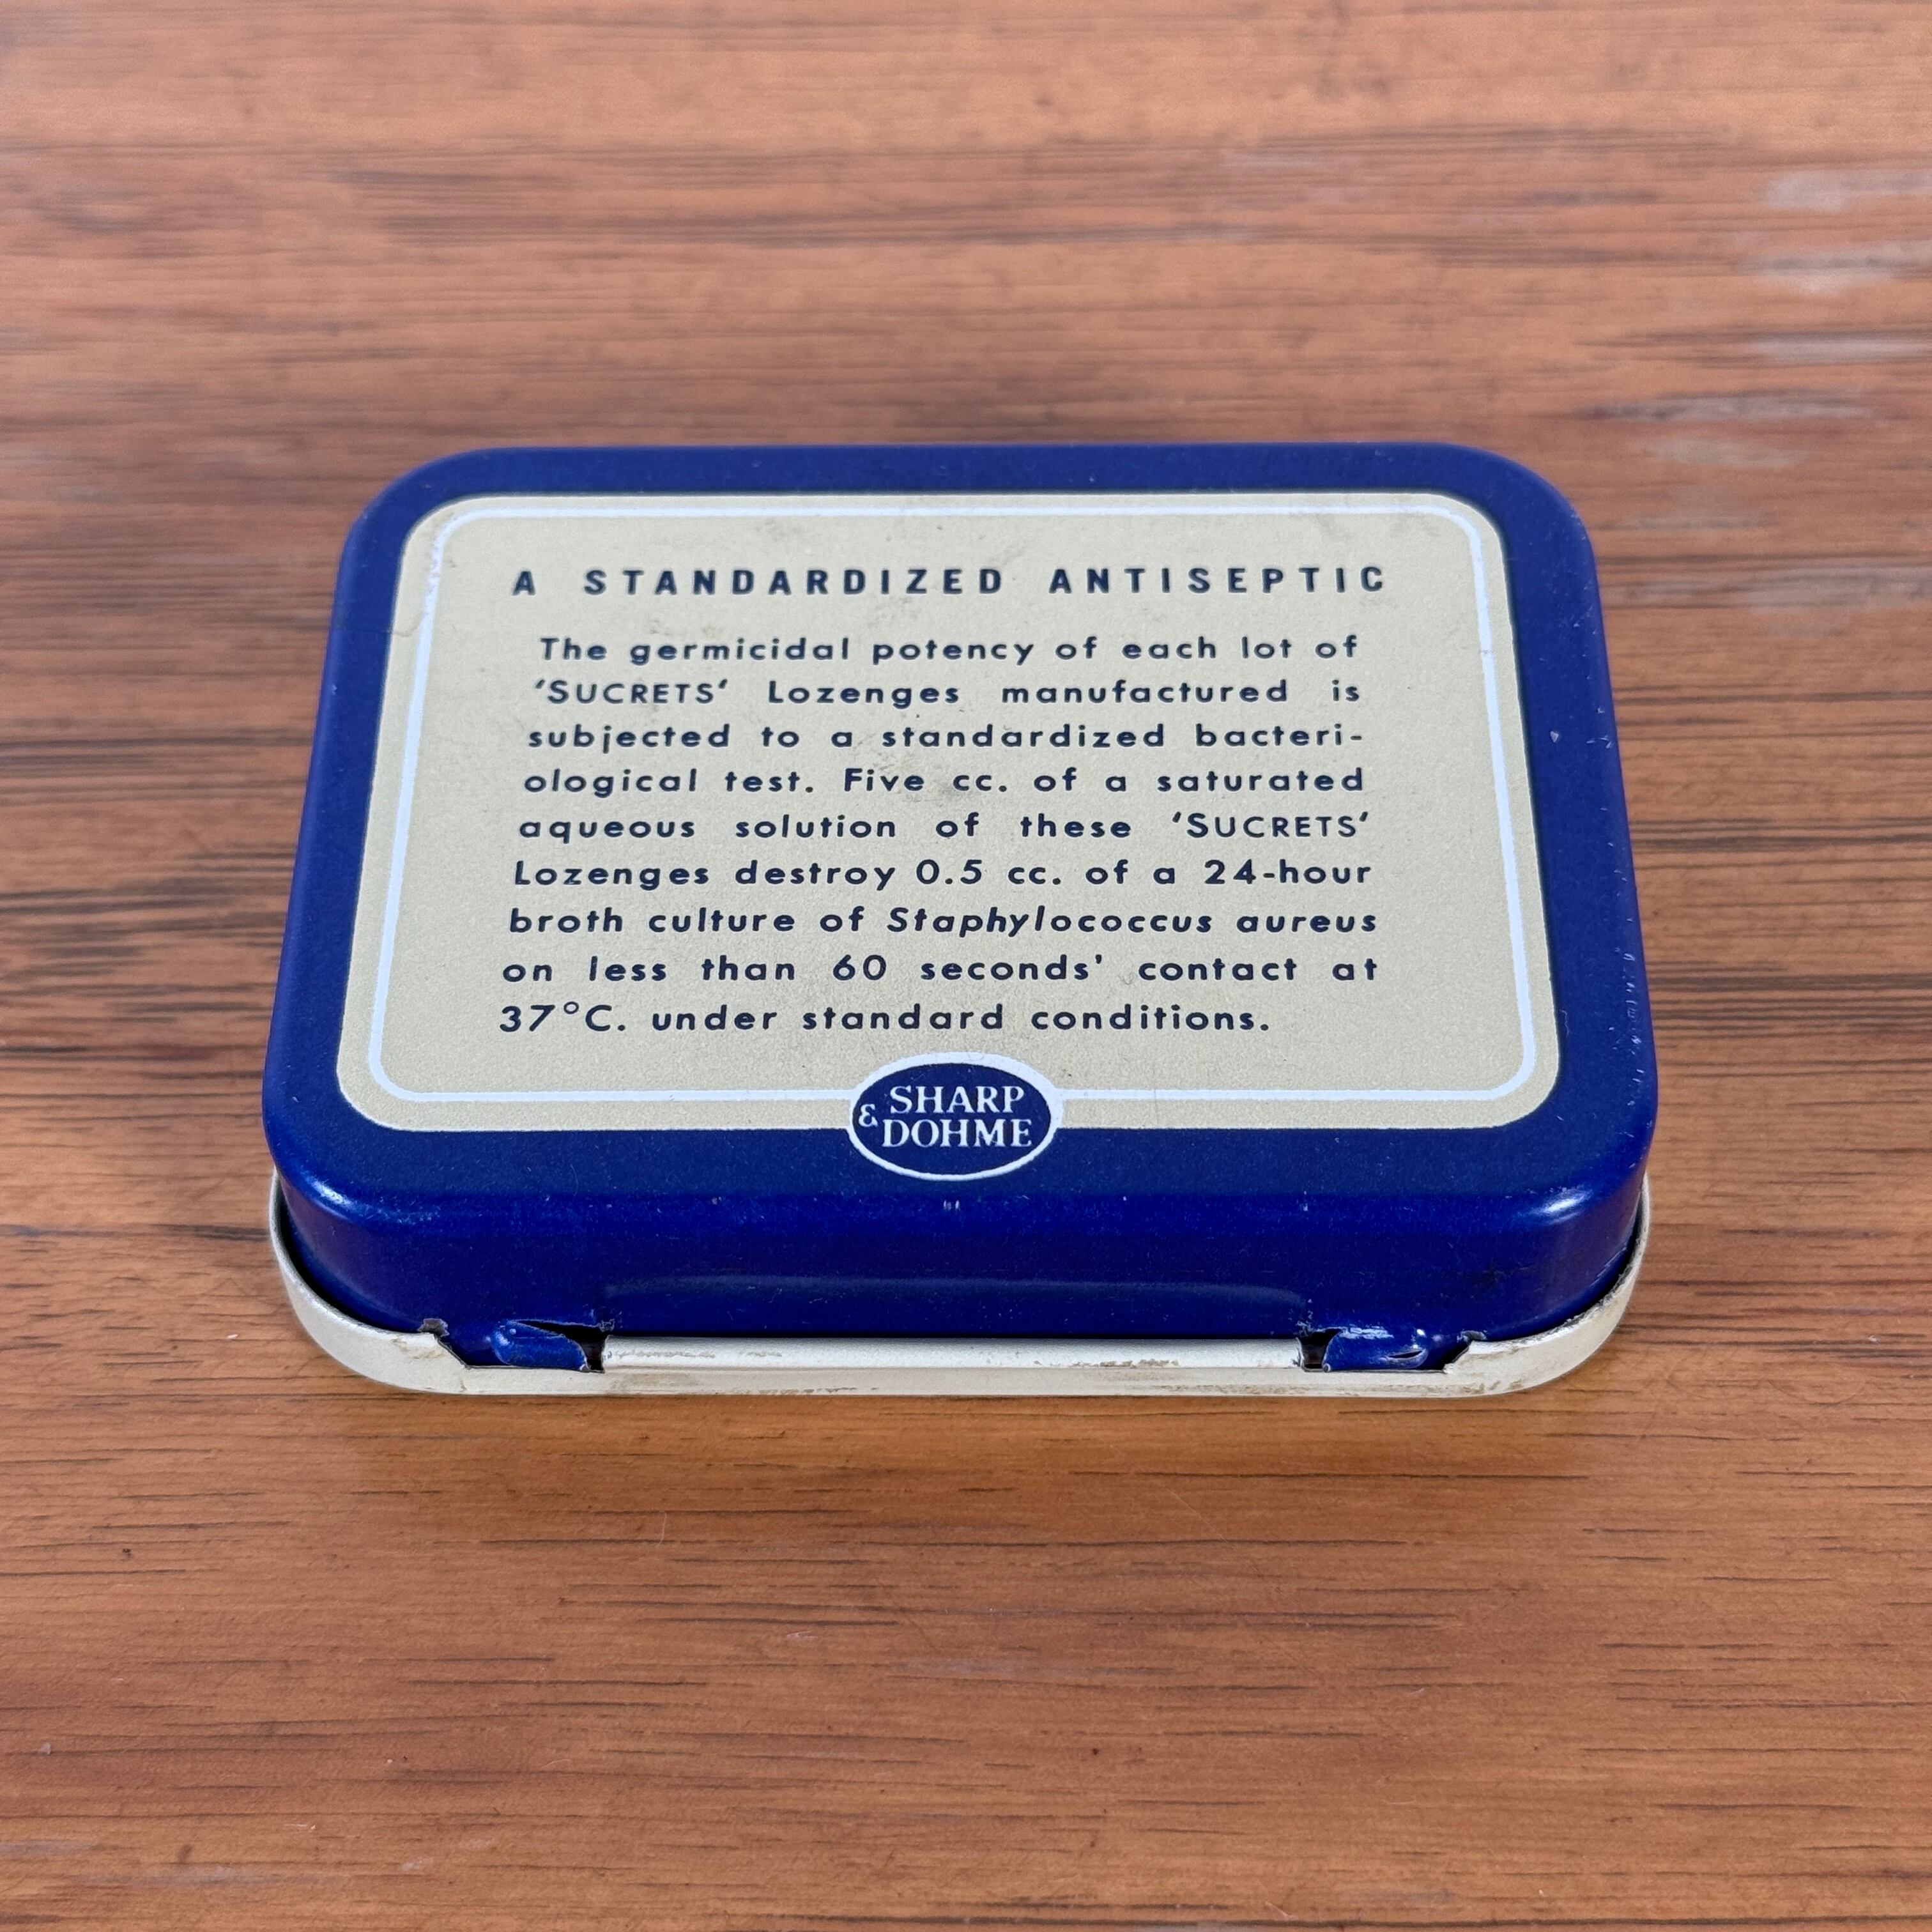 A STANDARDIZED ANTISEPTIC
The germicidal potency of each lot of
‘SUCRETS‘ Lozenges manufactured is
subjected to a standardized bacteri-
ological test. Five cc. of a saturated
aqueous solution of these ‘SUCRETS‘
Lozenges destroy 0.5 cc. of a 24-hour
broth culture of Staphylococcus aureus
on less than 60 seconds' contact at
37°C. under standard conditions.
SHARP
& DOHME